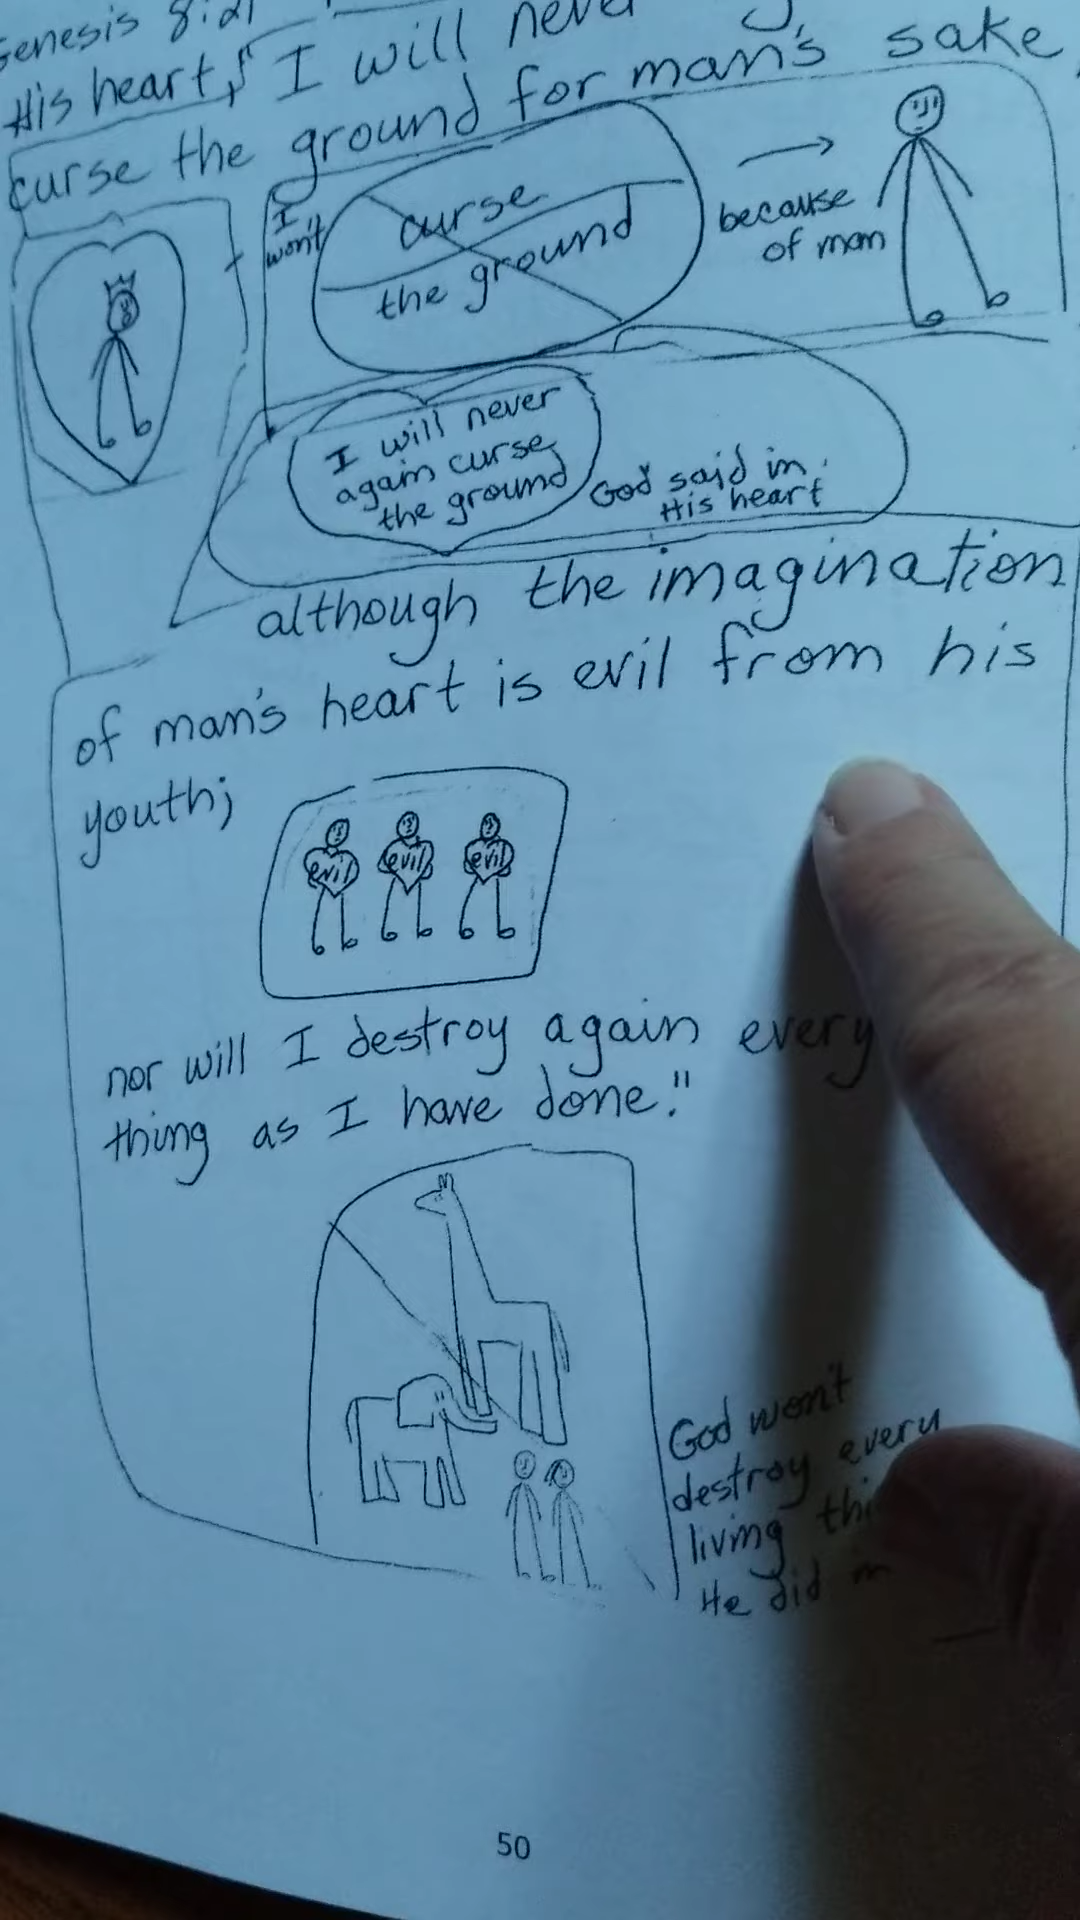 Genesis 8:21
His heart, "I will never
curse the ground for man's sake,
I
won't
curse
the ground
because
of man
I will never
again curse
the ground
God said in
His heart
although the imagination
of man's heart is evil from his
youth;
evil evil evil
nor will I destroy again every
thing as I have done."
God won't
destroy every
living
He did in
50